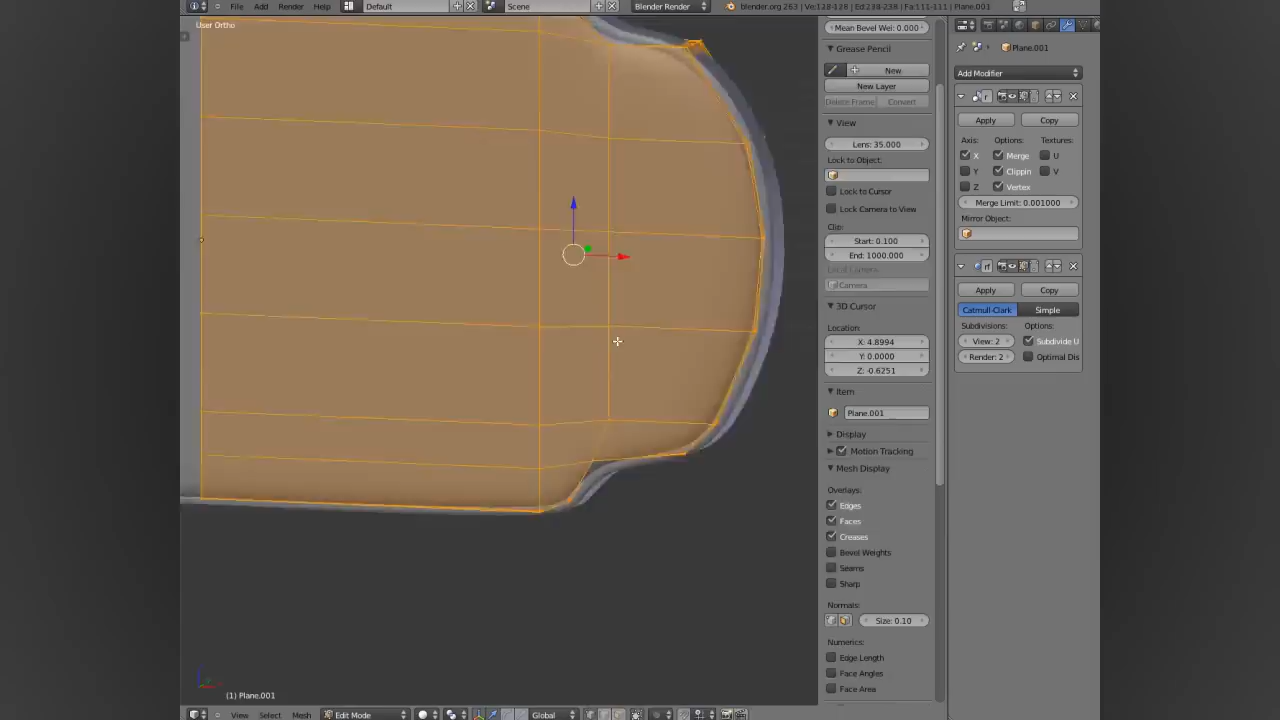 File Add Render Help Default Scene Blender Render blender.org 263 | Ve:128-128 | Ed:238-238 | Fa:111-111 | Plane.001
User Ortho
Mean Bevel Wei: 0.000
Grease Pencil
New
New Layer
Delete Frame Convert
View
Lens: 35.000
Lock to Object:
Lock to Cursor
Lock Camera to View
Clip:
Start: 0.100
End: 1000.000
Local Camera:
Camera
3D Cursor
Location:
X: 4.8994
Y: 0.0000
Z: -0.6251
Item
Plane.001
Display
Motion Tracking
Mesh Display
Overlays:
Edges
Faces
Creases
Bevel Weights
Seams
Sharp
Normals:
Size: 0.10
Numerics:
Edge Length
Face Angles
Face Area
Plane.001
Add Modifier
Apply Copy
Axis: Options: Textures:
X Merge U
Y Clippin V
Z Vertex
Merge Limit: 0.001000
Mirror Object:
Apply Copy
Catmull-Clark Simple
Subdivisions: Options:
View: 2 Subdivide U
Render: 2 Optimal Dis
(1) Plane.001
View Select Mesh Edit Mode Global